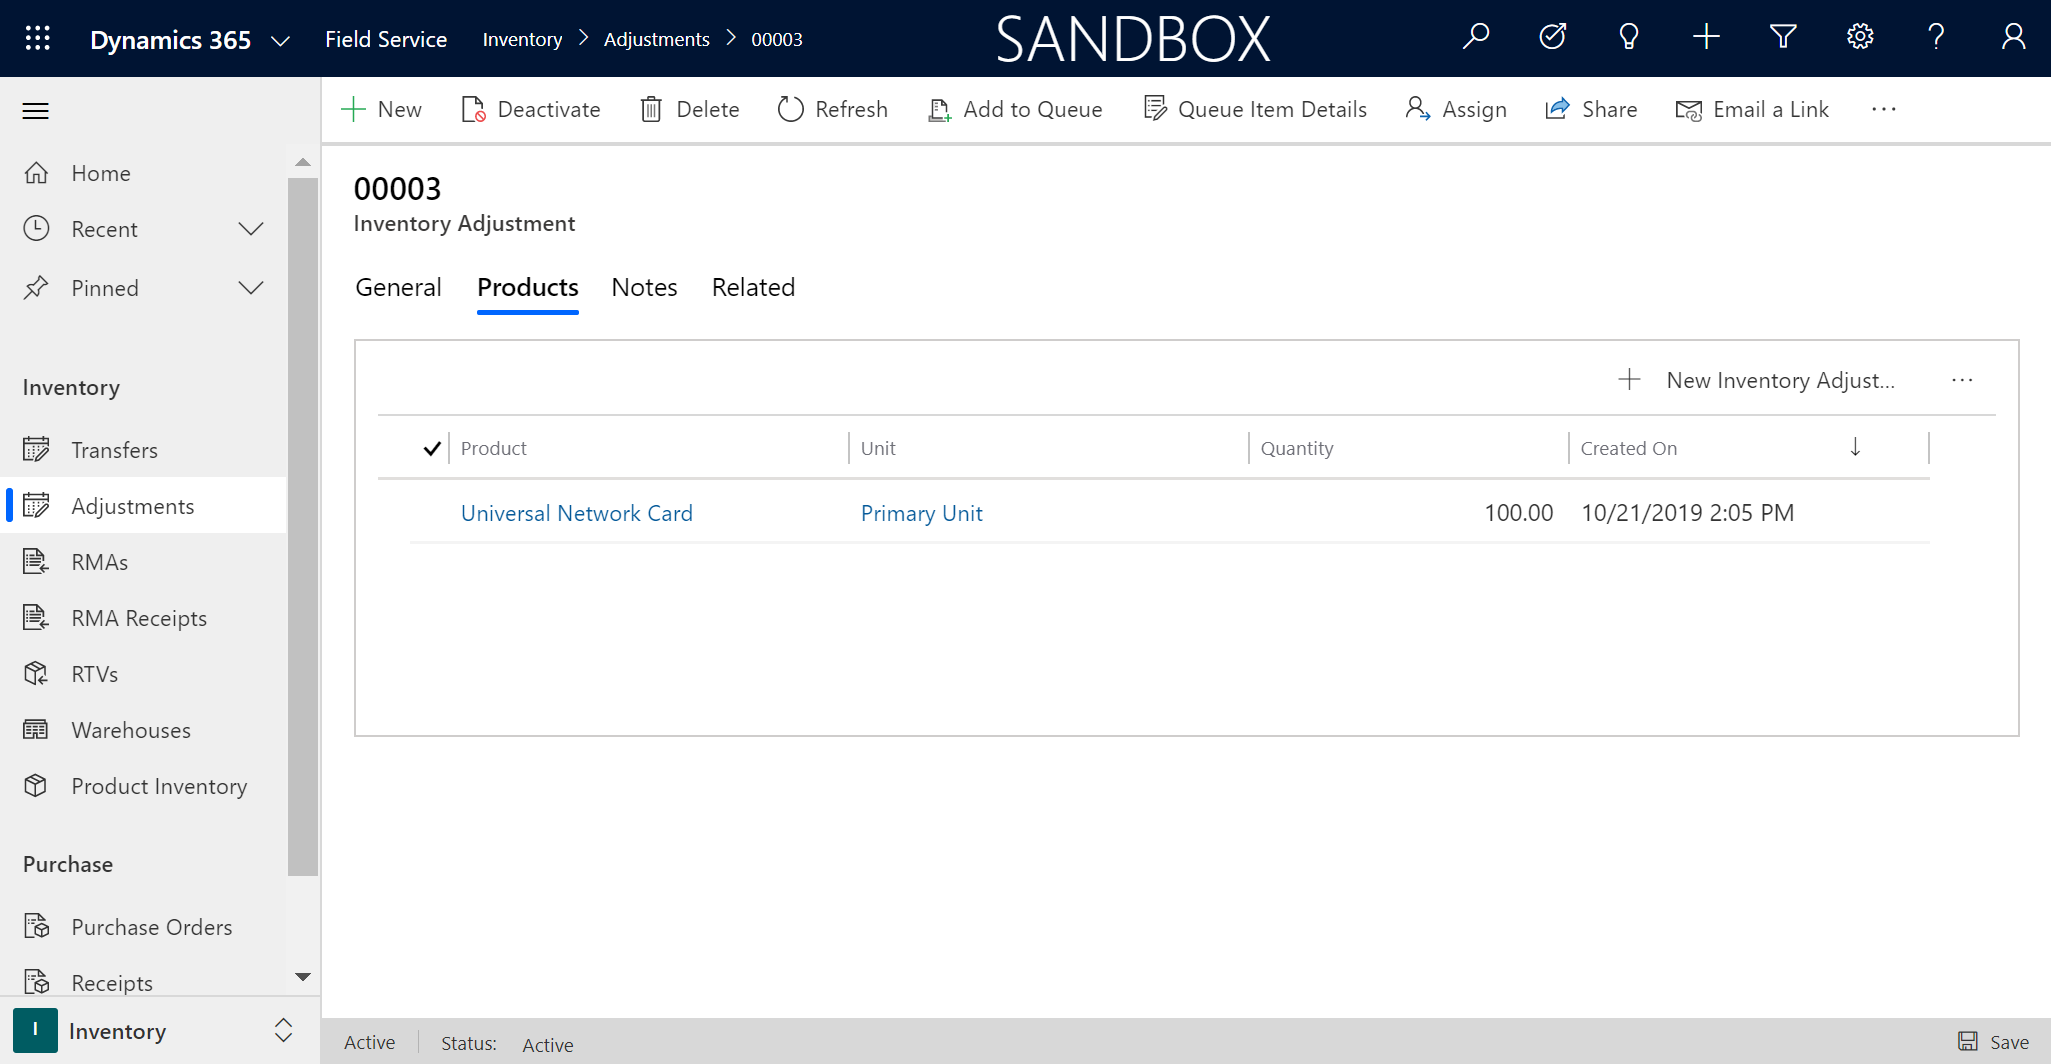 Dynamics 365 Field Service Inventory Adjustments 00003 SANDBOX
New Deactivate Delete Refresh Add to Queue Queue Item Details Assign Share Email a Link ...
Home
Recent
Pinned
Inventory
Transfers
Adjustments
RMAs
RMA Receipts
RTVs
Warehouses
Product Inventory
Purchase
Purchase Orders
Receipts
I Inventory
00003
Inventory Adjustment
General Products Notes Related
New Inventory Adjust... ...
Product Unit Quantity Created On
Universal Network Card Primary Unit 100.00 10/21/2019 2:05 PM
Active Status: Active Save